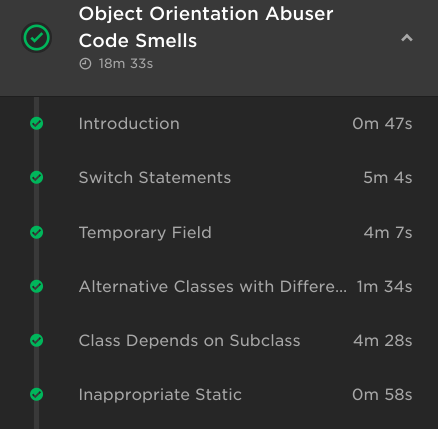 Object Orientation Abuser
Code Smells
18m 33s
Introduction 0m 47s
Switch Statements 5m 4s
Temporary Field 4m 7s
Alternative Classes with Differe... 1m 34s
Class Depends on Subclass 4m 28s
Inappropriate Static 0m 58s